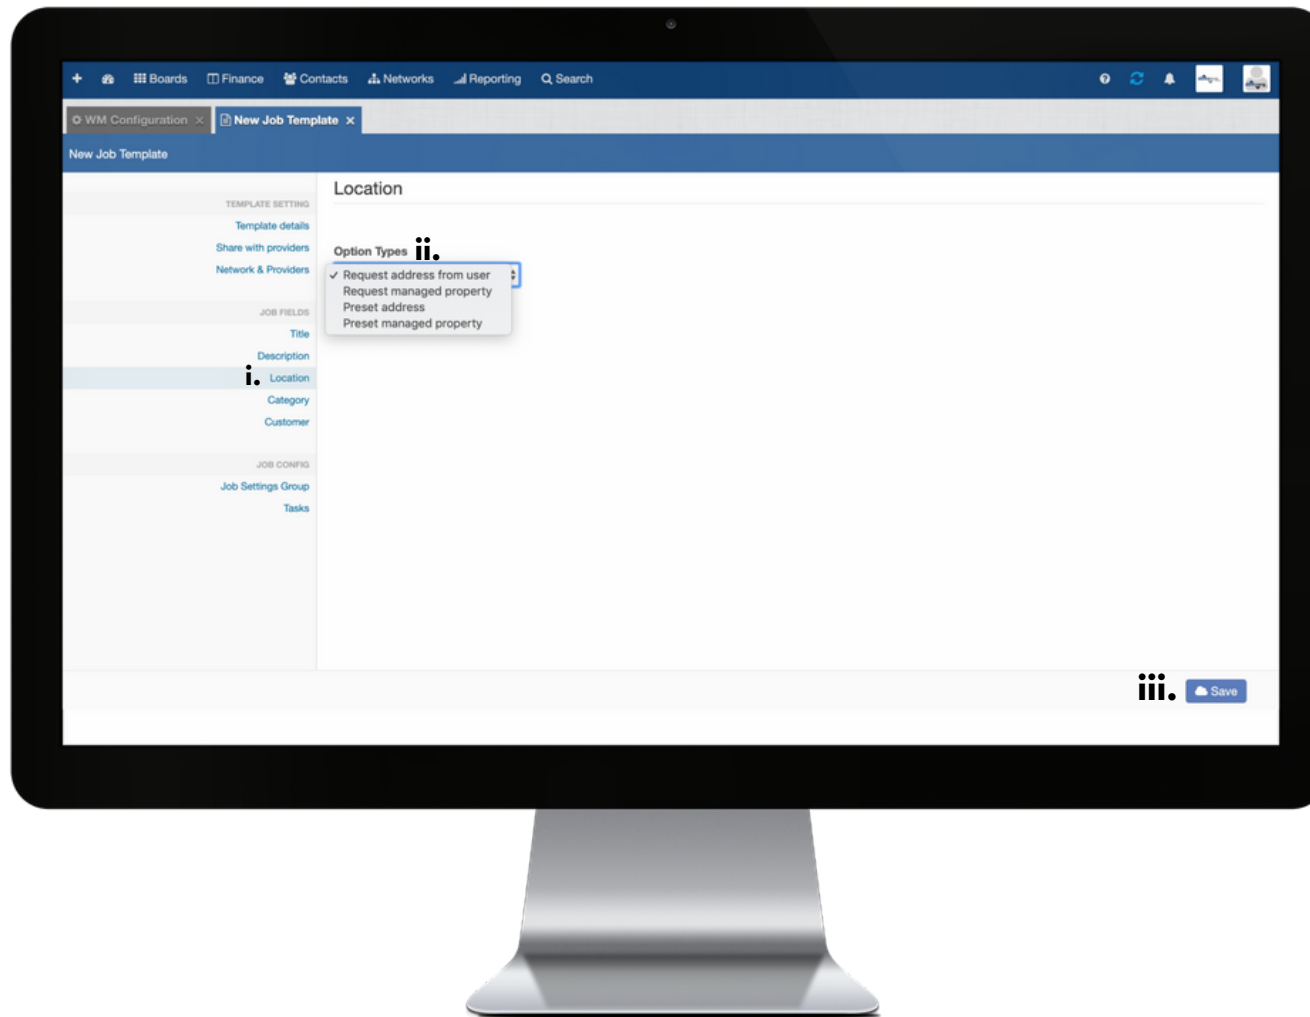 + Boards Finance Contacts Networks Reporting Search
WM Configuration × New Job Template ×
New Job Template
Location
TEMPLATE SETTING
Template details
Share with providers
Network & Providers
JOB FIELDS
Title
Description
i. Location
Category
Customer
JOB CONFIG
Job Settings Group
Tasks
Option Types ii.
✓ Request address from user
Request managed property
Preset address
Preset managed property
iii. Save